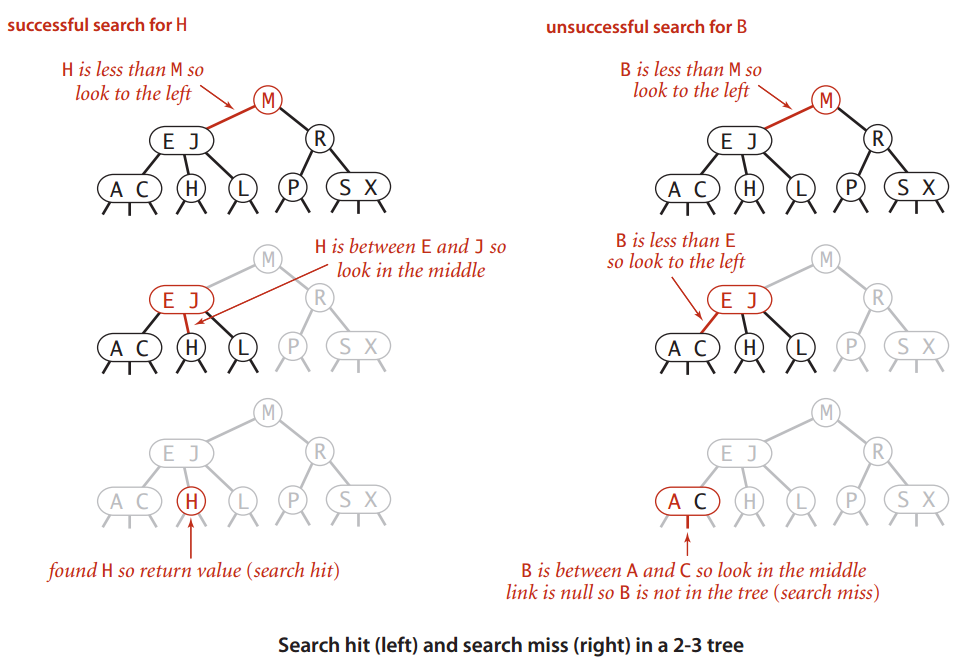 successful search for H
H is less than M so
look to the left
M
E J
R
A C
H
L
P
S X
H is between E and J so
look in the middle
M
E J
R
A C
H
L
P
S X
M
E J
R
A C
H
L
P
S X
found H so return value (search hit)
unsuccessful search for B
B is less than M so
look to the left
M
E J
R
A C
H
L
P
S X
B is less than E
so look to the left
M
E J
R
A C
H
L
P
S X
M
E J
R
A C
H
L
P
S X
B is between A and C so look in the middle
link is null so B is not in the tree (search miss)
Search hit (left) and search miss (right) in a 2-3 tree